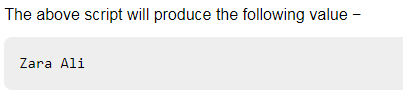 The above script will produce the following value −
Zara Ali